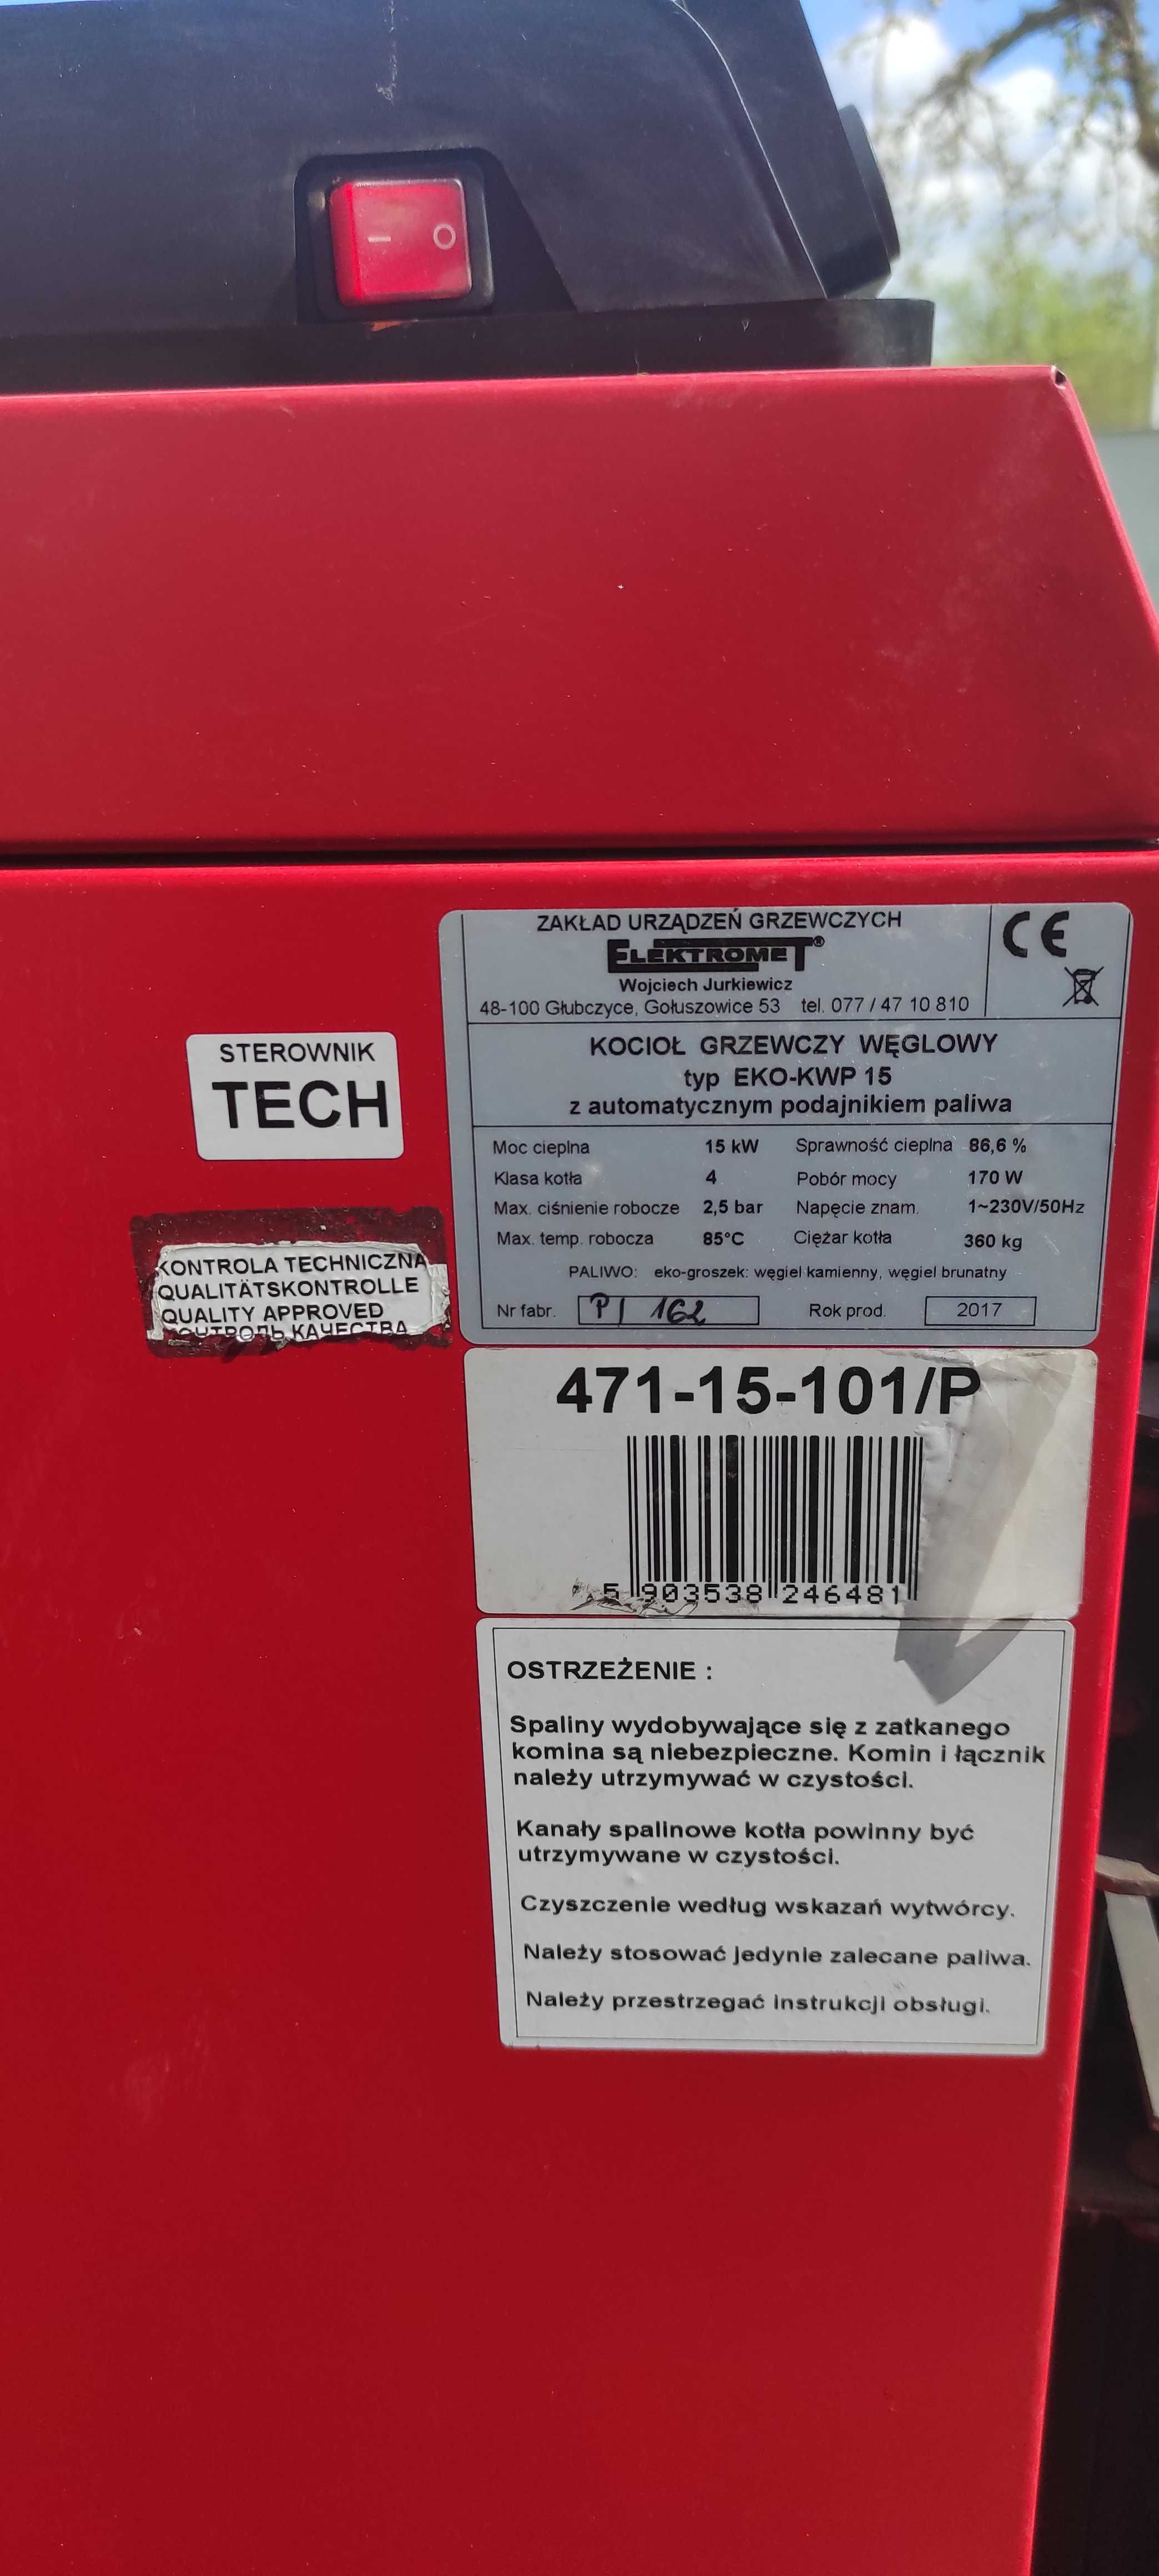 ZAKŁAD URZĄDZEŃ GRZEWCZYCH
ELEKTROMET®
Wojciech Jurkiewicz
48-100 Głubczyce, Gołuszowice 53 tel. 077 / 47 10 810
CE
KOCIOŁ GRZEWCZY WĘGLOWY
typ EKO-KWP 15
z automatycznym podajnikiem paliwa
Moc cieplna 15 kW Sprawność cieplna 86,6 %
Klasa kotła 4 Pobór mocy 170 W
Max. ciśnienie robocze 2,5 bar Napęcie znam. 1~230V/50Hz
Max. temp. robocza 85°C Ciężar kotła 360 kg
PALIWO: eko-groszek: węgiel kamienny, węgiel brunatny
Nr fabr. P/ 162 Rok prod. 2017
STEROWNIK
TECH
KONTROLA TECHNICZNA
QUALITÄTSKONTROLLE
QUALITY APPROVED
КОНТРОЛЬ КАЧЕСТВА
471-15-101/P
5 903538 246481
OSTRZEŻENIE :
Spaliny wydobywające się z zatkanego
komina są niebezpieczne. Komin i łącznik
należy utrzymywać w czystości.
Kanały spalinowe kotła powinny być
utrzymywane w czystości.
Czyszczenie według wskazań wytwórcy.
Należy stosować jedynie zalecane paliwa.
Należy przestrzegać instrukcji obsługi.